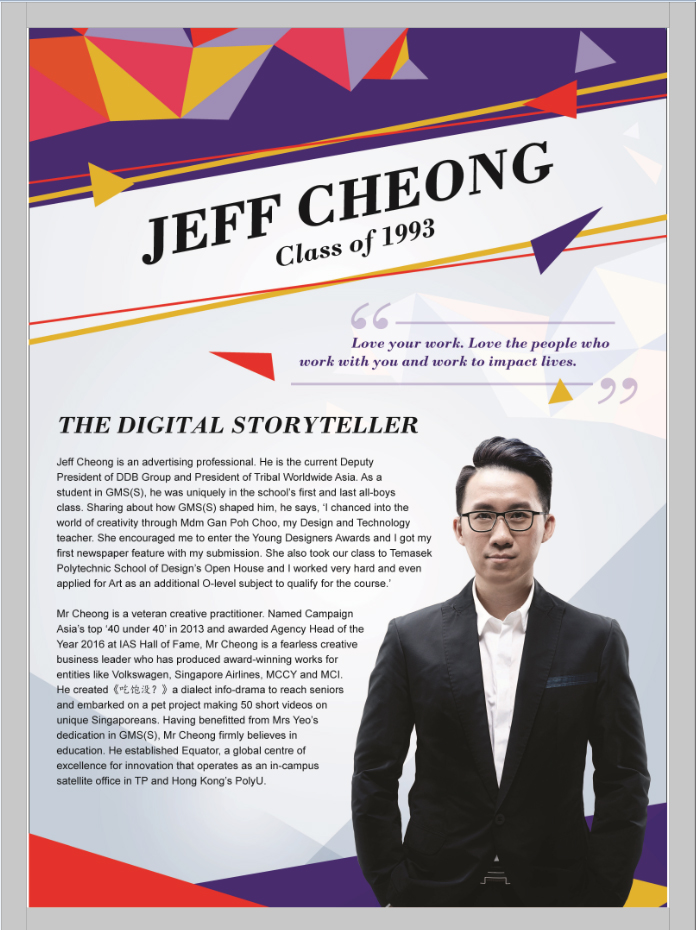 JEFF CHEONG
Class of 1993
“
Love your work. Love the people who
work with you and work to impact lives.
”
THE DIGITAL STORYTELLER
Jeff Cheong is an advertising professional. He is the current Deputy
President of DDB Group and President of Tribal Worldwide Asia. As a
student in GMS(S), he was uniquely in the school’s first and last all-boys
class. Sharing about how GMS(S) shaped him, he says, ‘I chanced into the
world of creativity through Mdm Gan Poh Choo, my Design and Technology
teacher. She encouraged me to enter the Young Designers Awards and I got my
first newspaper feature with my submission. She also took our class to Temasek
Polytechnic School of Design’s Open House and I worked very hard and even
applied for Art as an additional O-level subject to qualify for the course.’
Mr Cheong is a veteran creative practitioner. Named Campaign
Asia’s top ‘40 under 40’ in 2013 and awarded Agency Head of the
Year 2016 at IAS Hall of Fame, Mr Cheong is a fearless creative
business leader who has produced award-winning works for
entities like Volkswagen, Singapore Airlines, MCCY and MCI.
He created《吃饱没？》a dialect info-drama to reach seniors
and embarked on a pet project making 50 short videos on
unique Singaporeans. Having benefitted from Mrs Yeo’s
dedication in GMS(S), Mr Cheong firmly believes in
education. He established Equator, a global centre of
excellence for innovation that operates as an in-campus
satellite office in TP and Hong Kong’s PolyU.